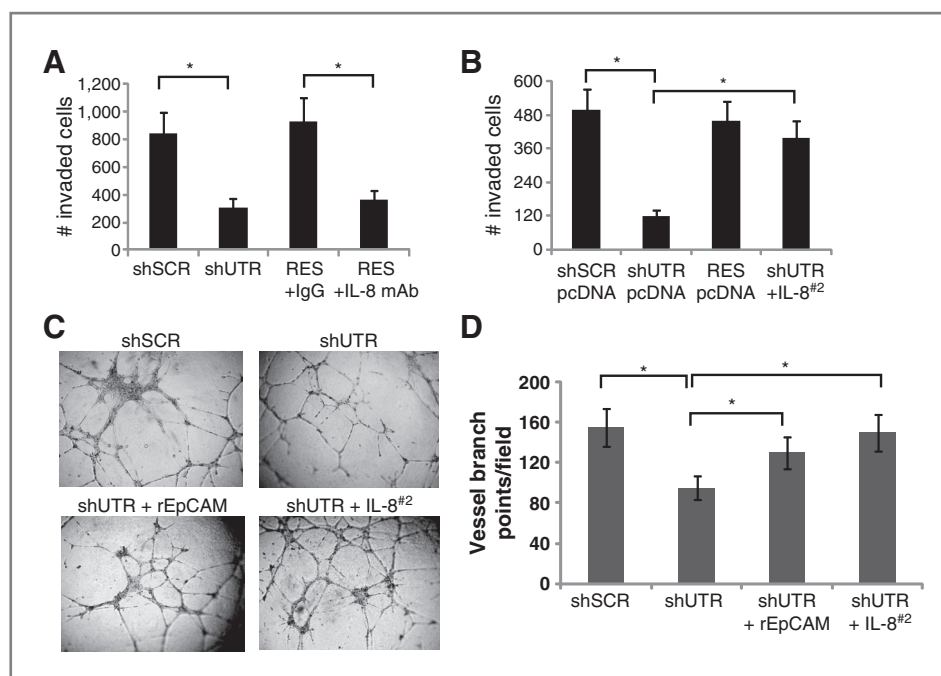 A
# invaded cells
1,200
1,000
800
600
400
200
0
*
*
shSCR
shUTR
RES
+IgG
RES
+IL-8 mAb
B
# invaded cells
600
480
360
240
120
0
*
*
shSCR
pcDNA
shUTR
pcDNA
RES
pcDNA
shUTR
+IL-8#2
C
shSCR
shUTR
shUTR + rEpCAM
shUTR + IL-8#2
D
Vessel branch
points/field
200
160
120
80
40
0
*
*
*
shSCR
shUTR
shUTR
+ rEpCAM
shUTR
+ IL-8#2